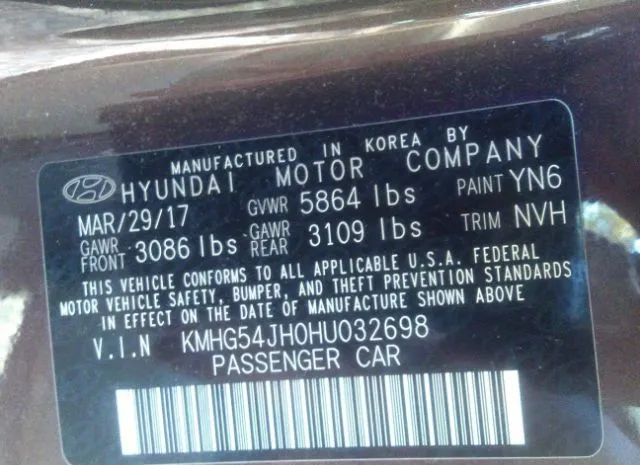 MANUFACTURED IN KOREA BY
HYUNDAI MOTOR COMPANY
MAR/29/17 GVWR 5864 lbs PAINT YN6
GAWR FRONT 3086 lbs GAWR REAR 3109 lbs TRIM NVH
THIS VEHICLE CONFORMS TO ALL APPLICABLE U.S.A. FEDERAL
MOTOR VEHICLE SAFETY, BUMPER, AND THEFT PREVENTION STANDARDS
IN EFFECT ON THE DATE OF MANUFACTURE SHOWN ABOVE
V.I.N KMHG54JH0HU032698
PASSENGER CAR